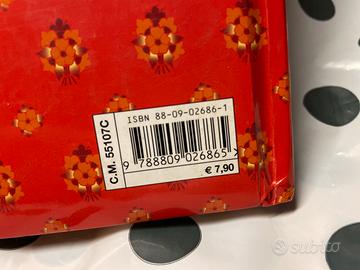 C.M. 55107C
ISBN 88-09-02686-1
9 788809 026865 >
€ 7,90
subito